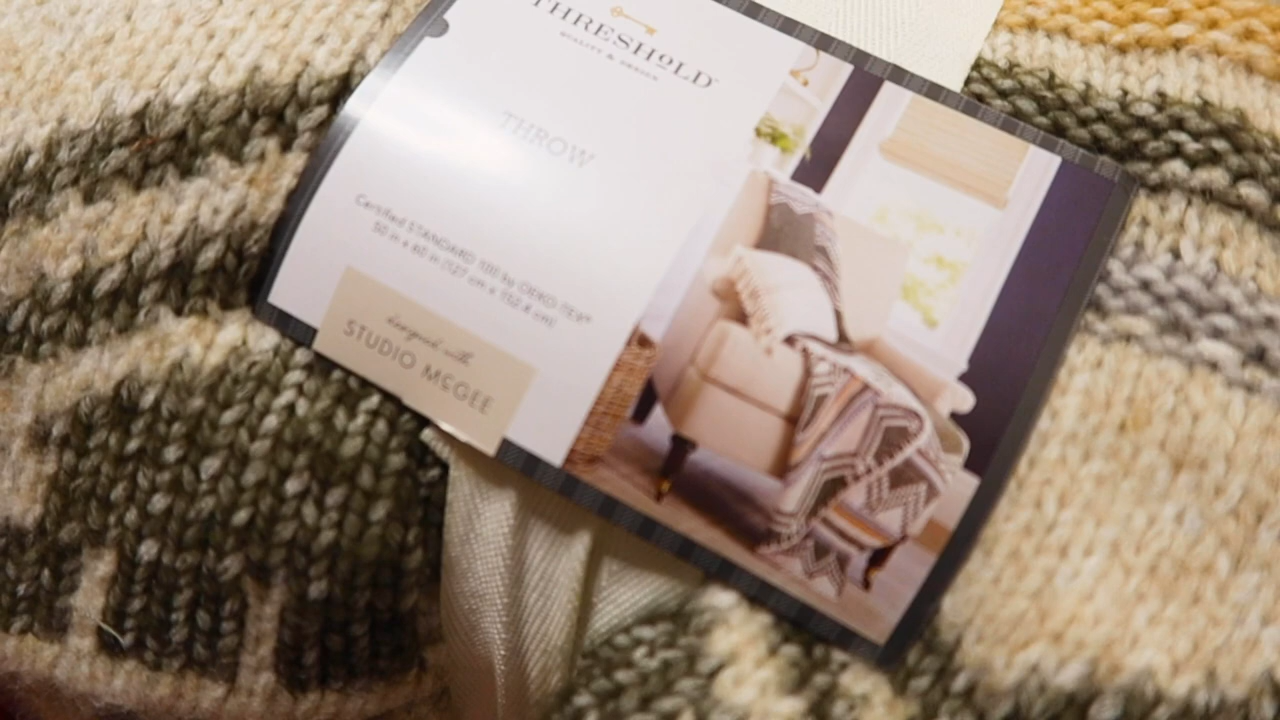 THRESHOLD
QUALITY & DESIGN
THROW
Certified STANDARD 100 by OEKO-TEX®
50 in x 60 in (127 cm x 152.4 cm)
designed with
STUDIO MCGEE